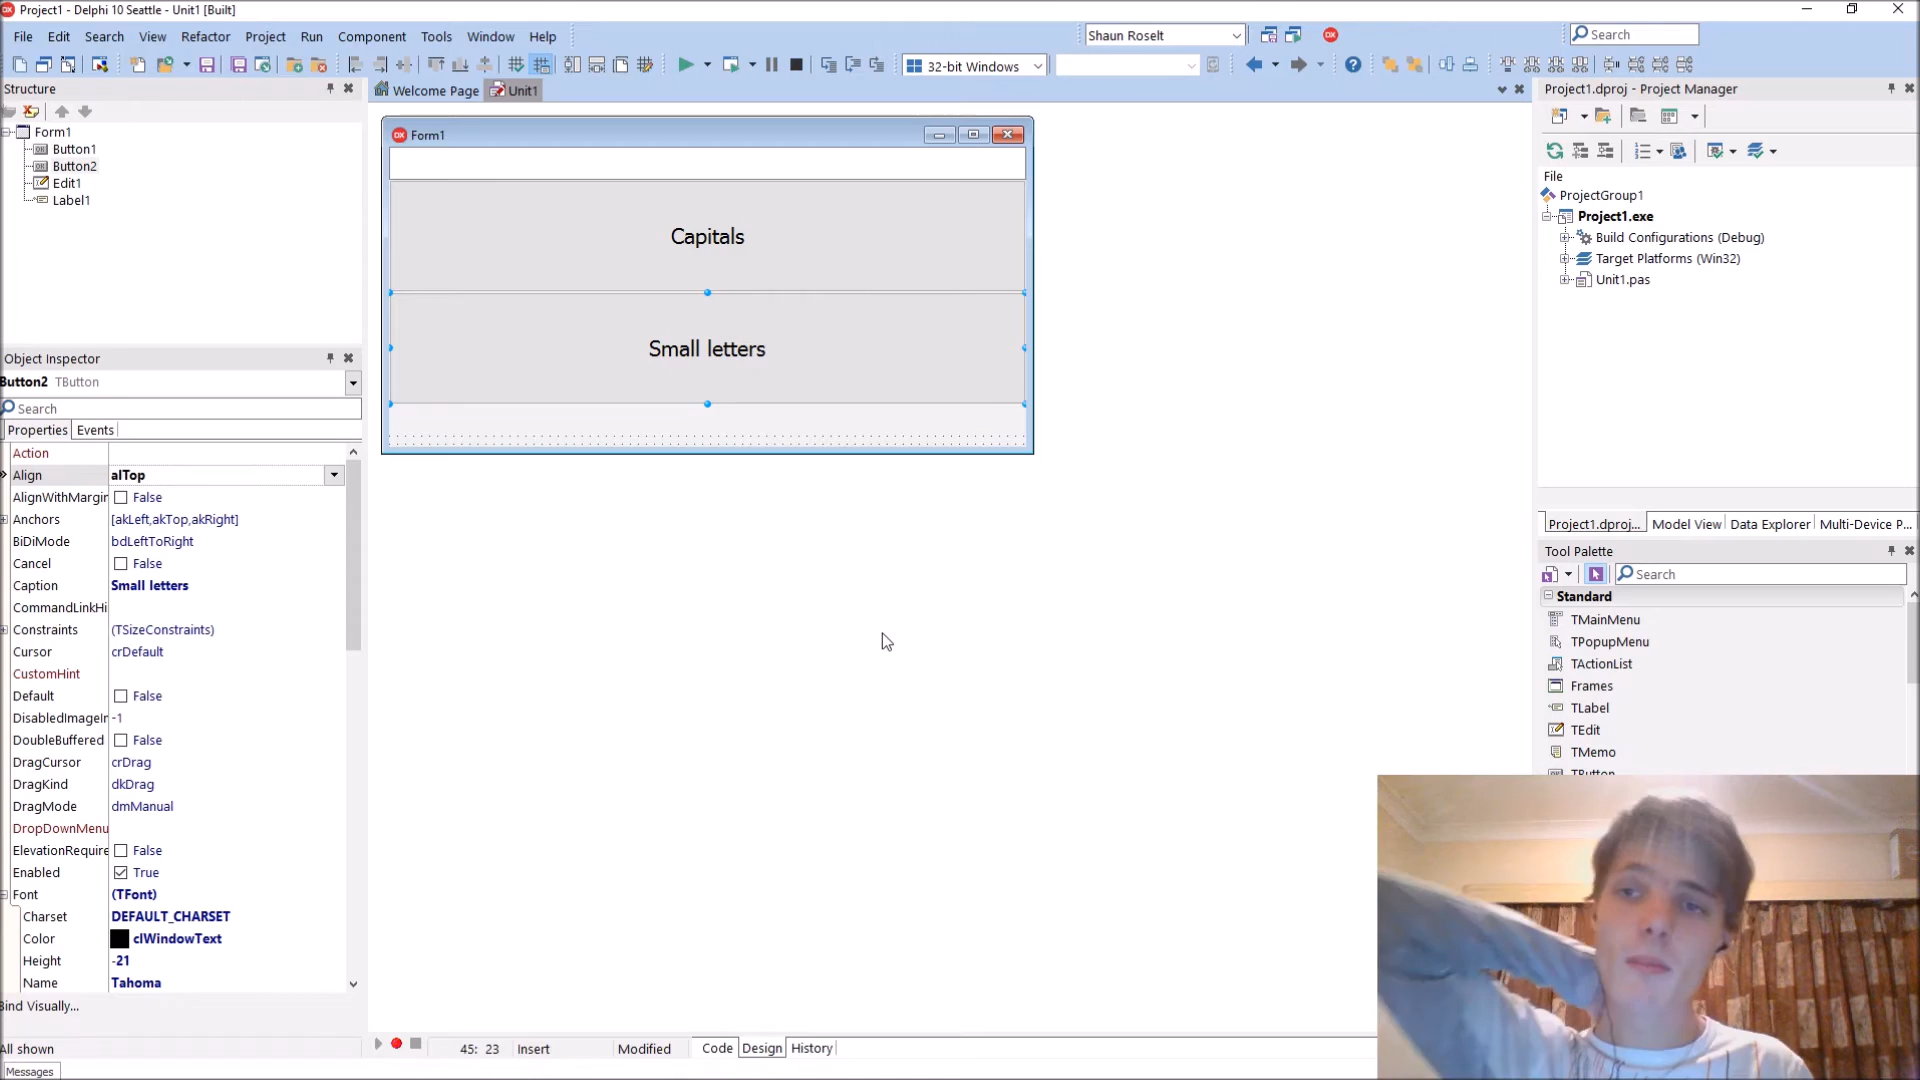 Project1 - Delphi 10 Seattle - Unit1 [Built]
File Edit Search View Refactor Project Run Component Tools Window Help
Shaun Roselt
Search
32-bit Windows
Structure
Form1
Button1
Button2
Edit1
Label1
Object Inspector
Button2 TButton
Search
Properties Events
Action
Align alTop
AlignWithMargin False
Anchors [akLeft,akTop,akRight]
BiDiMode bdLeftToRight
Cancel False
Caption Small letters
CommandLinkHi
Constraints (TSizeConstraints)
Cursor crDefault
CustomHint
Default False
DisabledImageIn -1
DoubleBuffered False
DragCursor crDrag
DragKind dkDrag
DragMode dmManual
DropDownMenu
ElevationRequire False
Enabled True
Font (TFont)
Charset DEFAULT_CHARSET
Color clWindowText
Height -21
Name Tahoma
Bind Visually...
All shown
Messages
Welcome Page Unit1
Form1
Capitals
Small letters
45: 23 Insert Modified Code Design History
Project1.dproj - Project Manager
File
ProjectGroup1
Project1.exe
Build Configurations (Debug)
Target Platforms (Win32)
Unit1.pas
Project1.dproj... Model View Data Explorer Multi-Device P...
Tool Palette
Search
Standard
TMainMenu
TPopupMenu
TActionList
Frames
TLabel
TEdit
TMemo
TButton